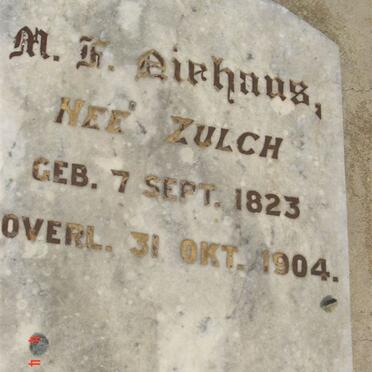 M. F. Niehaus,
NEE ZULCH
GEB. 7 SEPT. 1823
OVERL. 31 OKT. 1904.